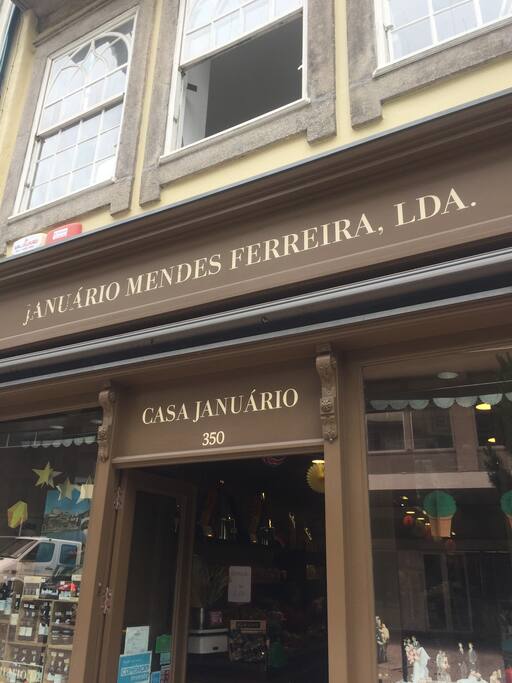 JANUÁRIO MENDES FERREIRA, LDA.
CASA JANUÁRIO
350